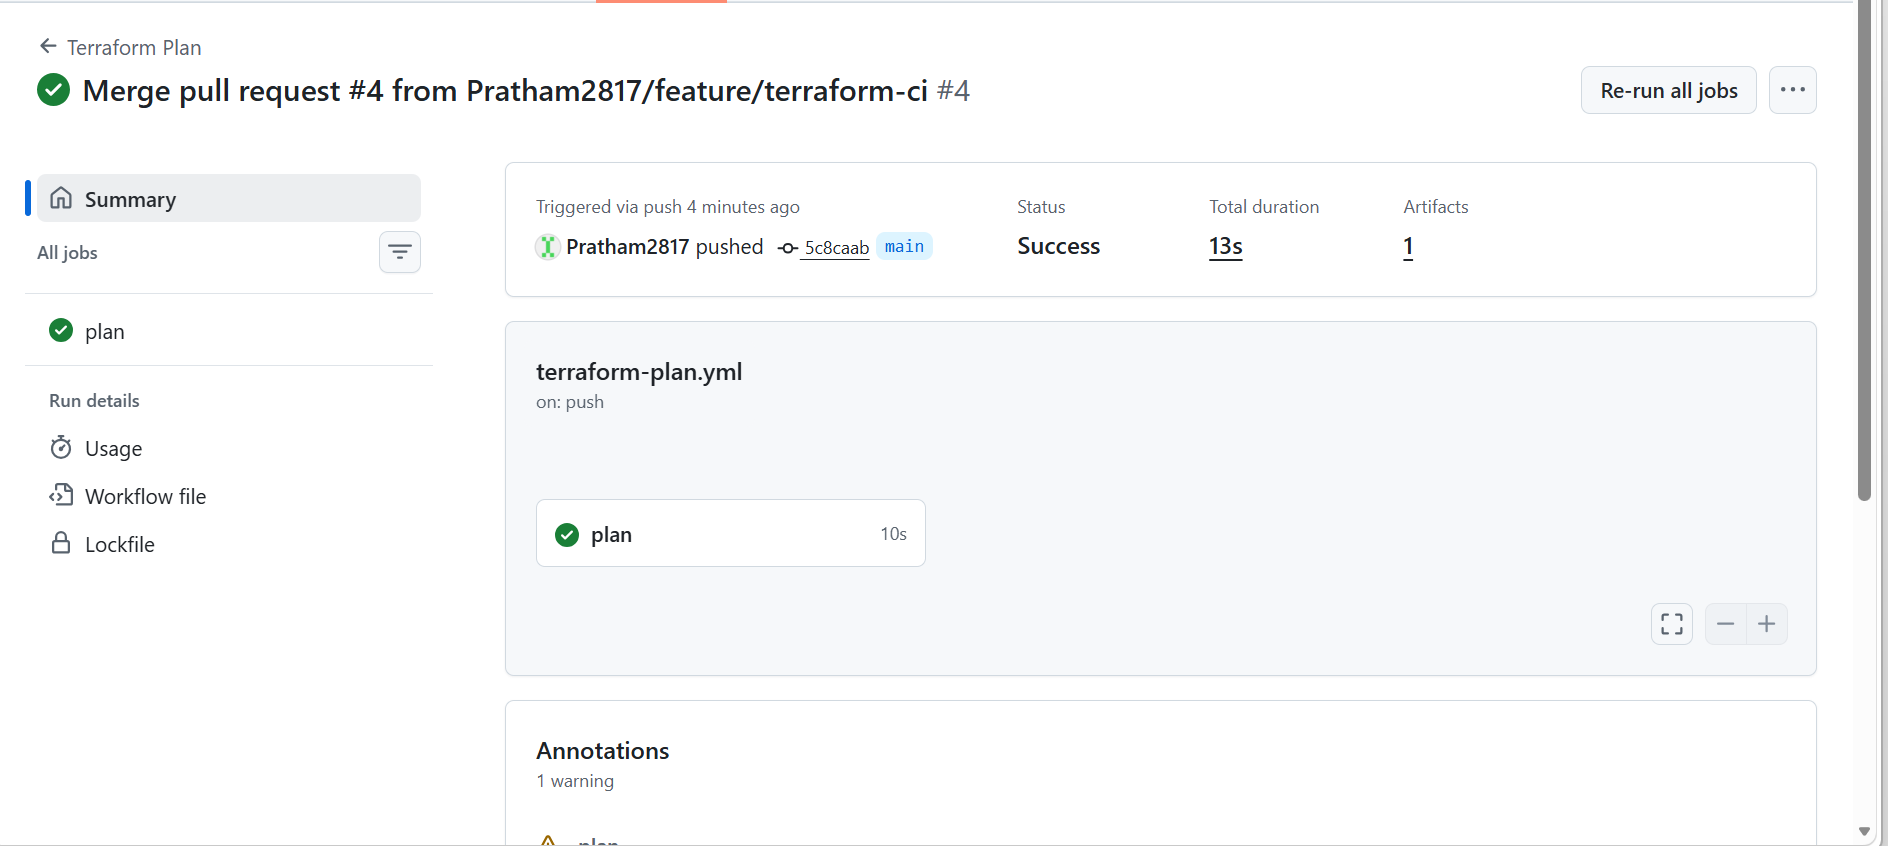 Terraform Plan
Merge pull request #4 from Pratham2817/feature/terraform-ci #4
Re-run all jobs
Summary
All jobs
plan
Run details
Usage
Workflow file
Lockfile
Triggered via push 4 minutes ago
Pratham2817 pushed 5c8caab main
Status
Success
Total duration
13s
Artifacts
1
terraform-plan.yml
on: push
plan 10s
Annotations
1 warning
plan